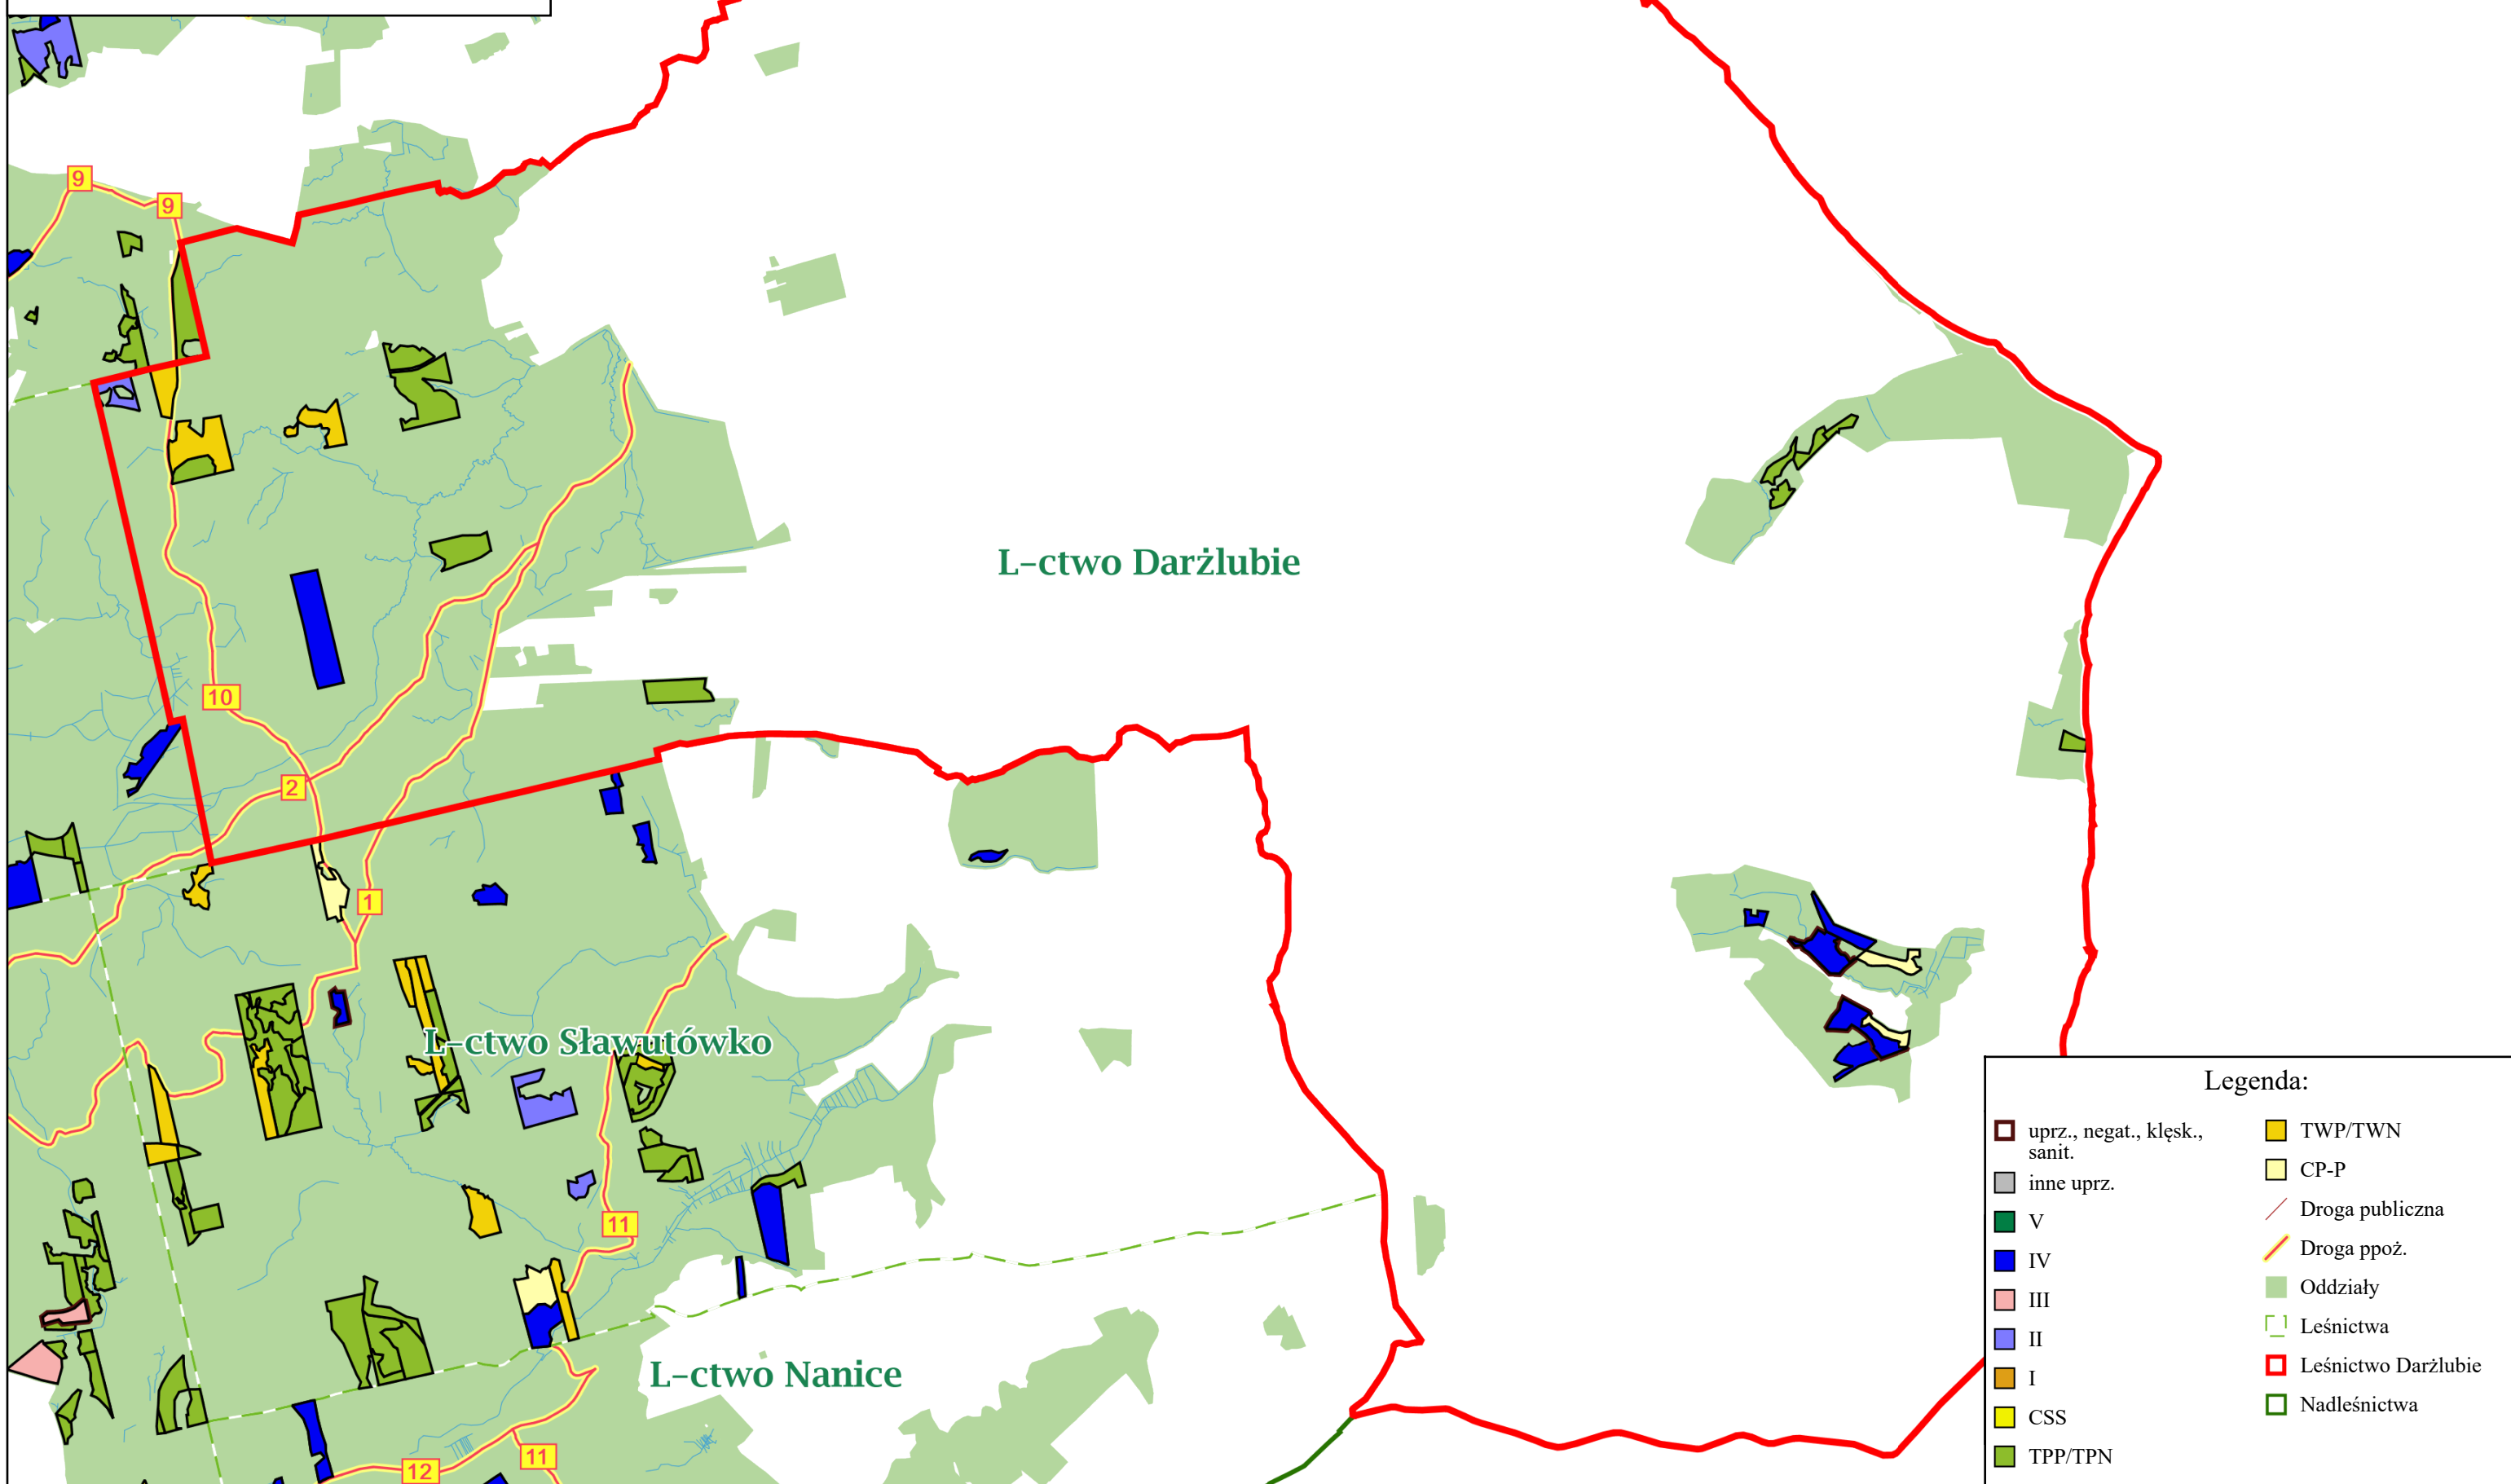 9
9
L–ctwo Darżlubie
10
2
1
L–ctwo Sławutówko
11
L–ctwo Nanice
11
12
Legenda:
uprz., negat., klęsk.,
sanit.
inne uprz.
V
IV
III
II
I
CSS
TPP/TPN
TWP/TWN
CP-P
Droga publiczna
Droga ppoż.
Oddziały
Leśnictwa
Leśnictwo Darżlubie
Nadleśnictwa